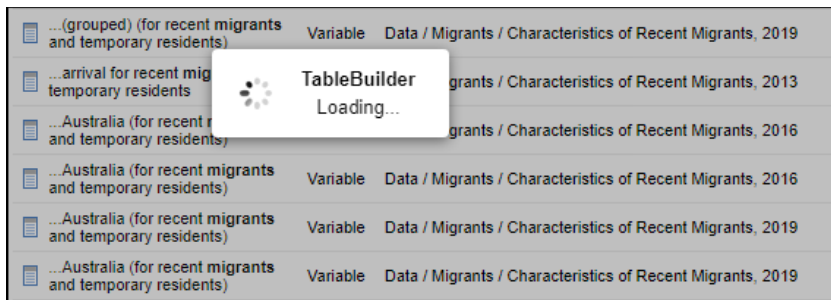 ...(grouped) (for recent migrants
and temporary residents) Variable Data / Migrants / Characteristics of Recent Migrants, 2019
...arrival for recent mig grants / Characteristics of Recent Migrants, 2013
temporary residents
TableBuilder
Loading...
...Australia (for recent grants / Characteristics of Recent Migrants, 2016
and temporary residents)
...Australia (for recent migrants
and temporary residents) Variable Data / Migrants / Characteristics of Recent Migrants, 2016
...Australia (for recent migrants
and temporary residents) Variable Data / Migrants / Characteristics of Recent Migrants, 2019
...Australia (for recent migrants
and temporary residents) Variable Data / Migrants / Characteristics of Recent Migrants, 2019